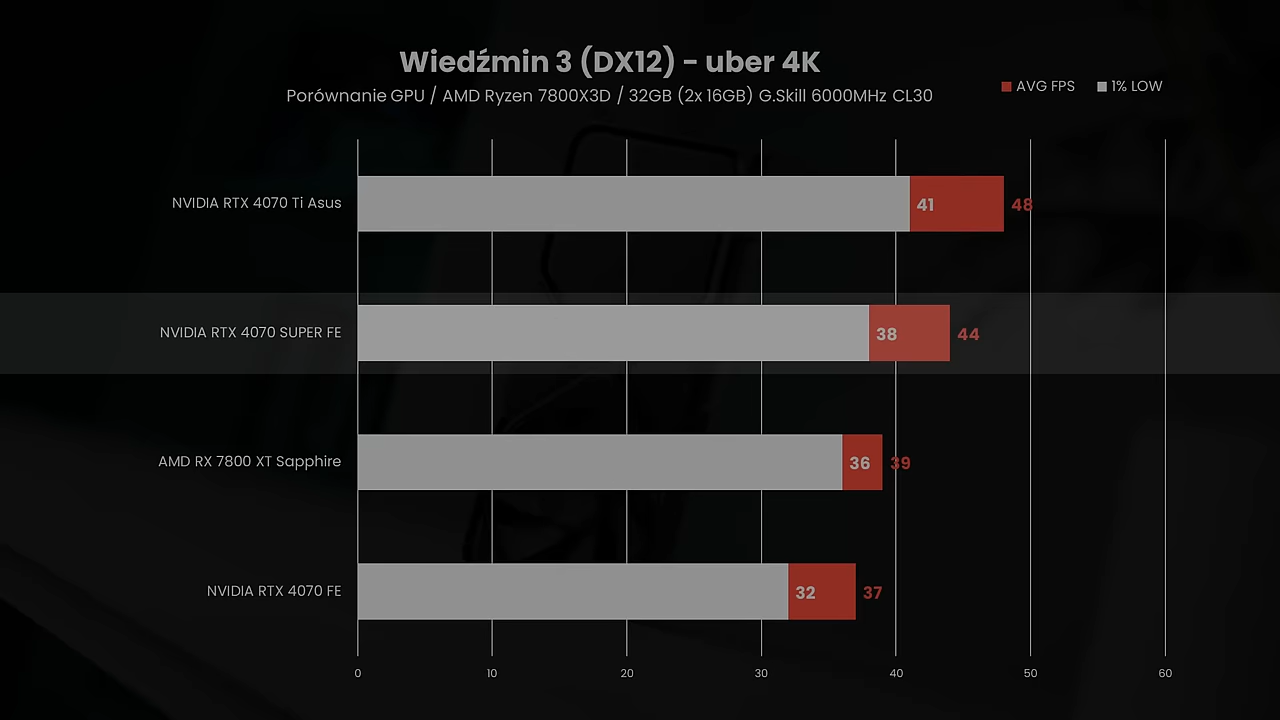 Wiedźmin 3 (DX12) - uber 4K
Porównanie GPU / AMD Ryzen 7800X3D / 32GB (2x 16GB) G.Skill 6000MHz CL30
AVG FPS 1% LOW
NVIDIA RTX 4070 Ti Asus 41 48
NVIDIA RTX 4070 SUPER FE 38 44
AMD RX 7800 XT Sapphire 36 39
NVIDIA RTX 4070 FE 32 37
0 10 20 30 40 50 60